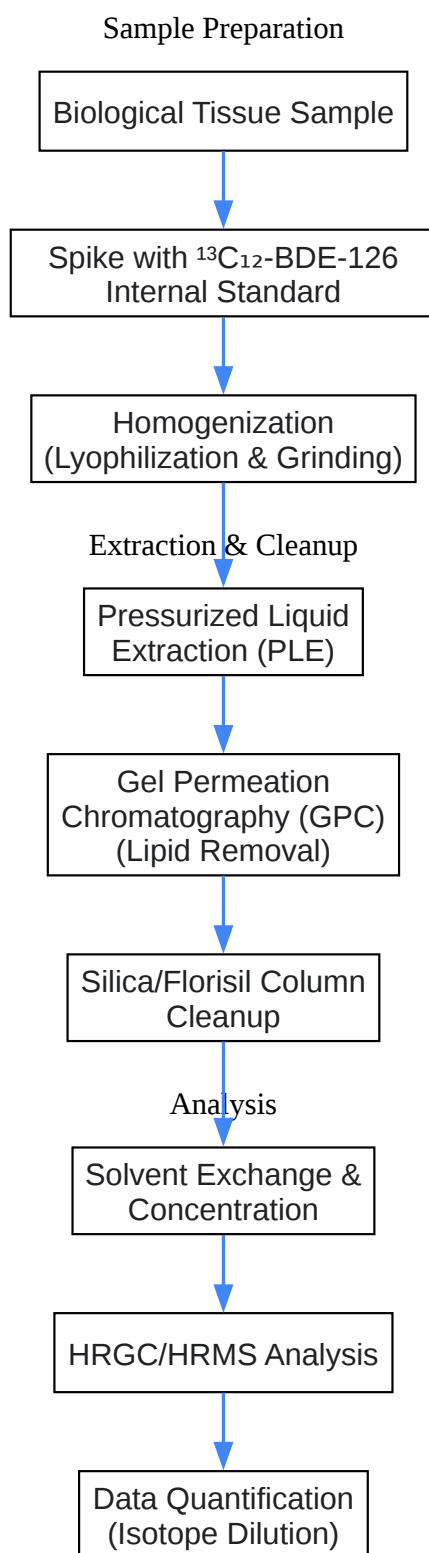 Sample Preparation
Biological Tissue Sample
Spike with ¹³C₁₂-BDE-126
Internal Standard
Homogenization
(Lyophilization & Grinding)
Extraction & Cleanup
Pressurized Liquid
Extraction (PLE)
Gel Permeation
Chromatography (GPC)
(Lipid Removal)
Silica/Florisil Column
Cleanup
Analysis
Solvent Exchange &
Concentration
HRGC/HRMS Analysis
Data Quantification
(Isotope Dilution)